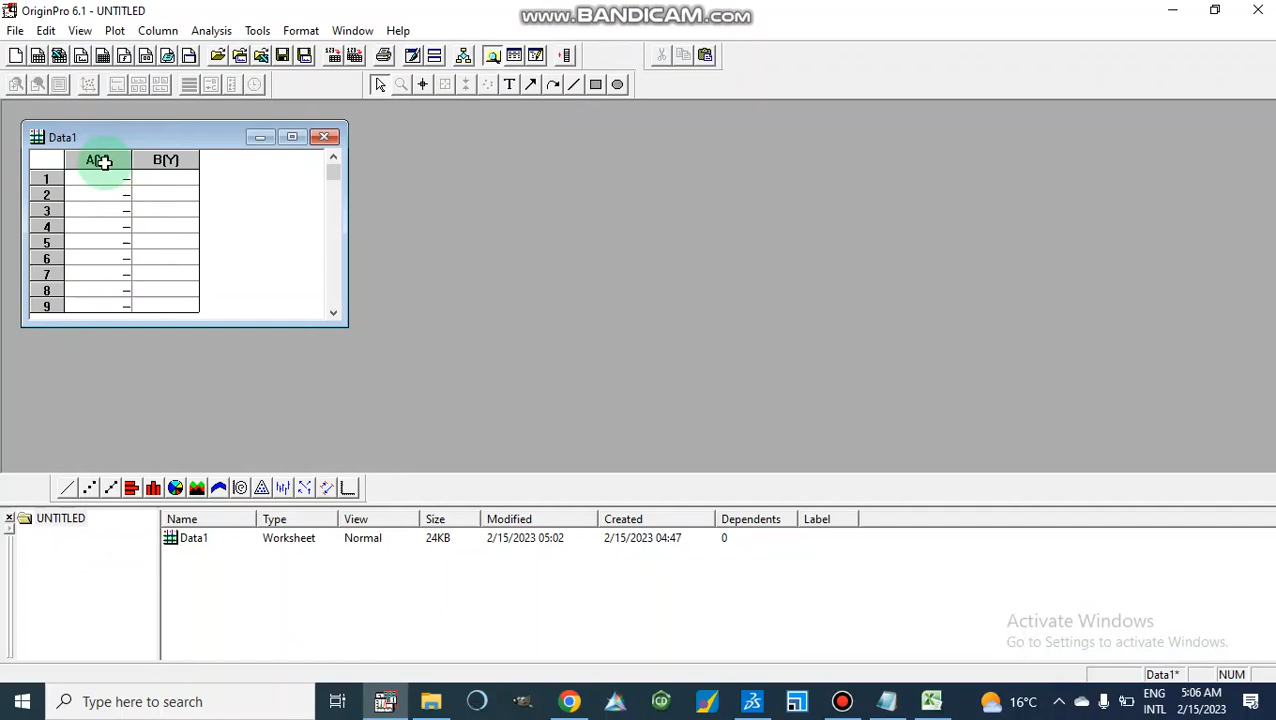 OriginPro 6.1 - UNTITLED
www.BANDICAM.com
File Edit View Plot Column Analysis Tools Format Window Help
Data1
B(Y)
1 –
2 –
3 –
4 –
5 –
6 –
7 –
8 –
9 –
UNTITLED
Name Type View Size Modified Created Dependents Label
Data1 Worksheet Normal 24KB 2/15/2023 05:02 2/15/2023 04:47 0
Activate Windows
Go to Settings to activate Windows.
Data1* NUM
Type here to search
16°C
ENG
INTL
5:06 AM
2/15/2023